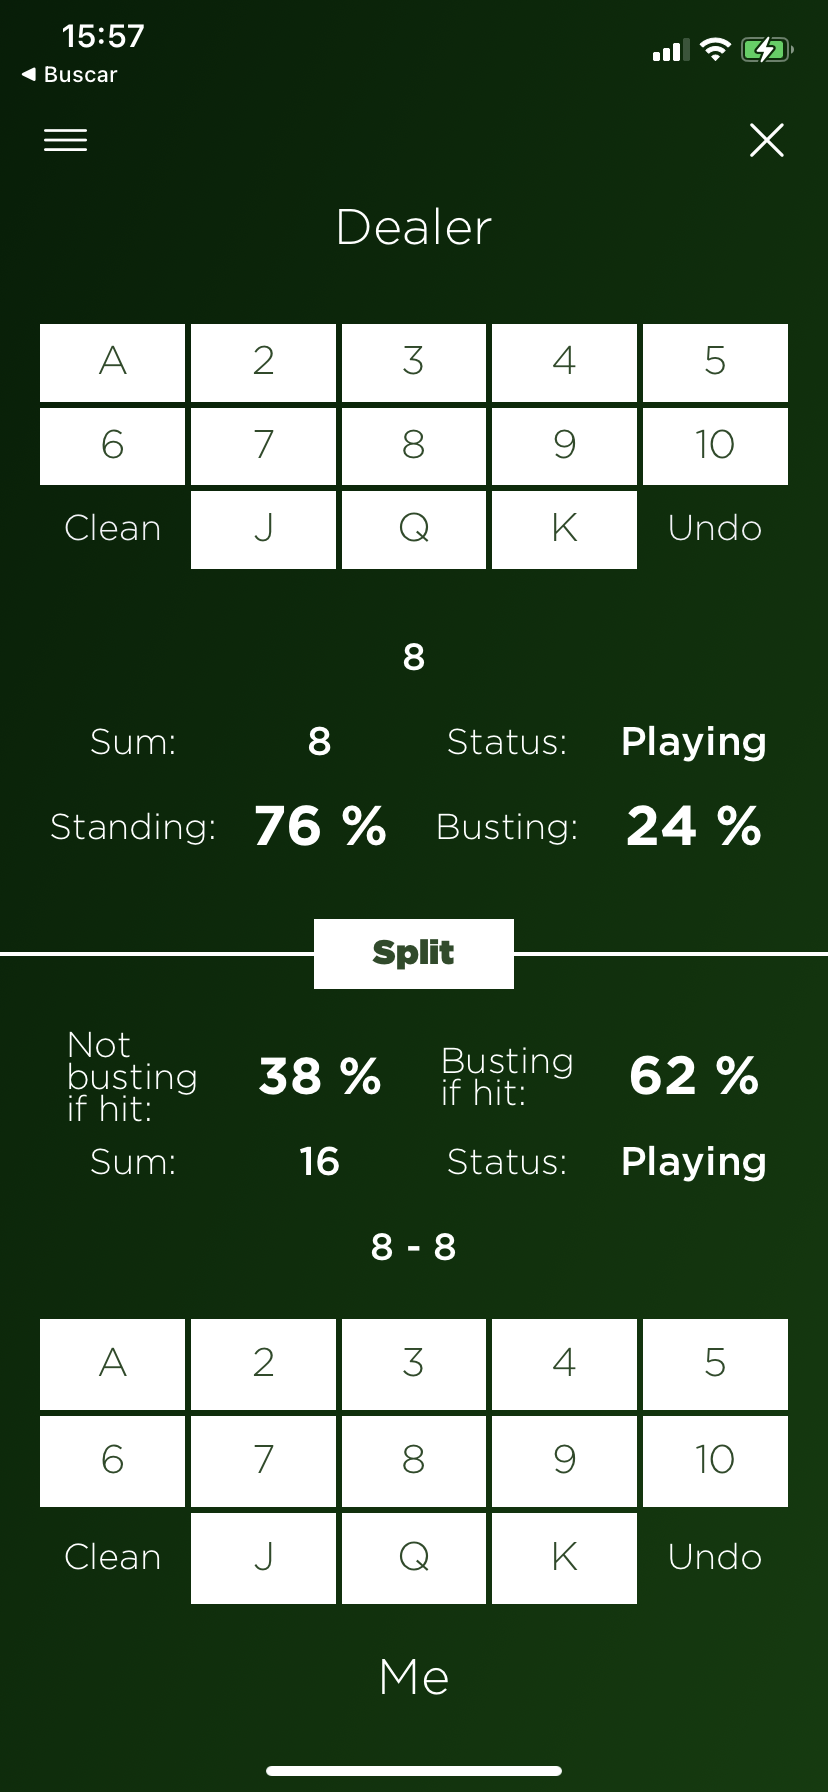 15:57
◀ Buscar
Dealer
A 2 3 4 5
6 7 8 9 10
Clean J Q K Undo
8
Sum: 8 Status: Playing
Standing: 76 % Busting: 24 %
Split
Not
busting
if hit:
38 %
Busting
if hit:
62 %
Sum: 16 Status: Playing
8 - 8
A 2 3 4 5
6 7 8 9 10
Clean J Q K Undo
Me